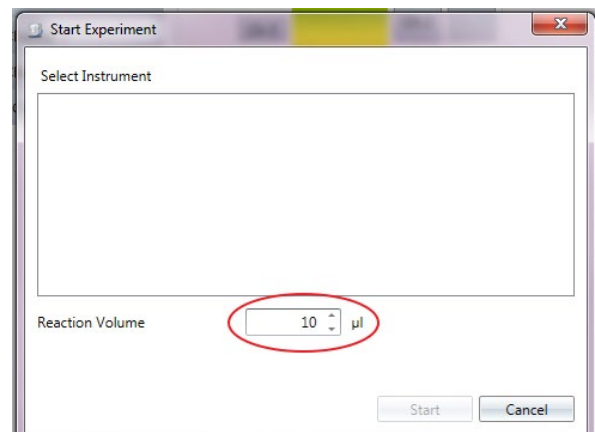 Start Experiment
Select Instrument
Reaction Volume 10 µl
Start Cancel